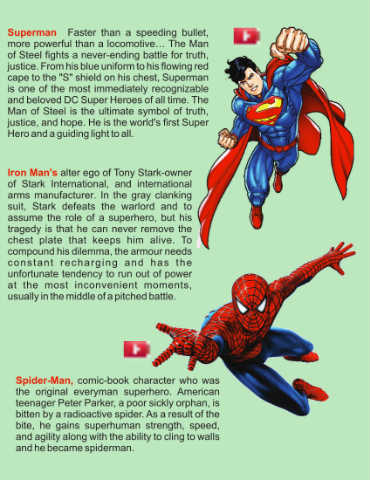 Superman Faster than a speeding bullet,
more powerful than a locomotive… The Man
of Steel fights a never-ending battle for truth,
justice. From his blue uniform to his flowing red
cape to the "S" shield on his chest, Superman
is one of the most immediately recognizable
and beloved DC Super Heroes of all time. The
Man of Steel is the ultimate symbol of truth,
justice, and hope. He is the world's first Super
Hero and a guiding light to all.
Iron Man's alter ego of Tony Stark-owner
of Stark International, and international
arms manufacturer. In the gray clanking
suit, Stark defeats the warlord and to
assume the role of a superhero, but his
tragedy is that he can never remove the
chest plate that keeps him alive. To
compound his dilemma, the armour needs
constant recharging and has the
unfortunate tendency to run out of power
at the most inconvenient moments,
usually in the middle of a pitched battle.
Spider-Man, comic-book character who was
the original everyman superhero. American
teenager Peter Parker, a poor sickly orphan, is
bitten by a radioactive spider. As a result of the
bite, he gains superhuman strength, speed,
and agility along with the ability to cling to walls
and he became spiderman.